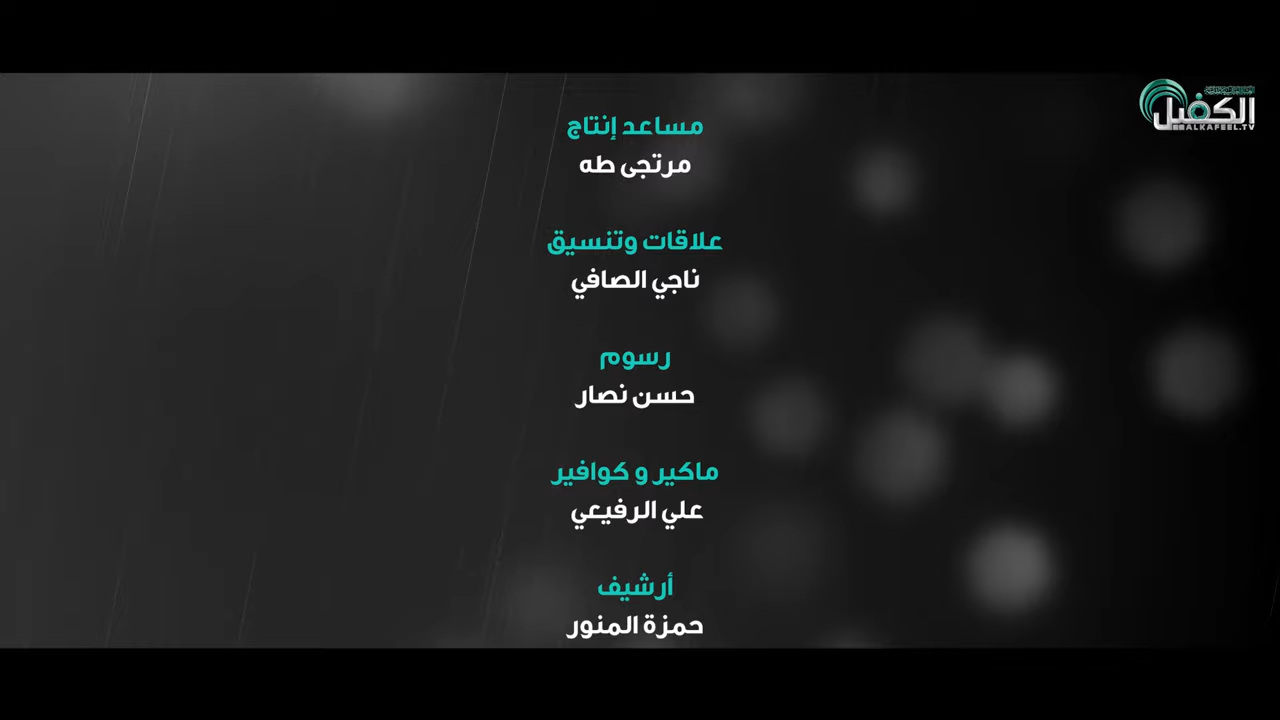 مساعد إنتاج
مرتجى طه
علاقات وتنسيق
ناجي الصافي
رسوم
حسن نصار
ماكير و كوافير
علي الرفيعي
أرشيف
حمزة المنور
الكفيل
ALKAFEEL.TV